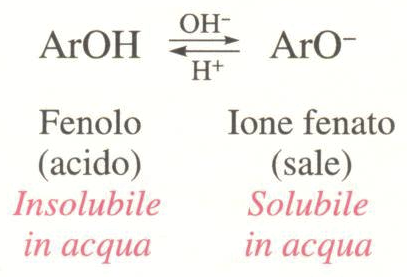 OH⁻
ArOH ⇌ ArO⁻
H⁺
Fenolo Ione fenato
(acido) (sale)
Insolubile Solubile
in acqua in acqua